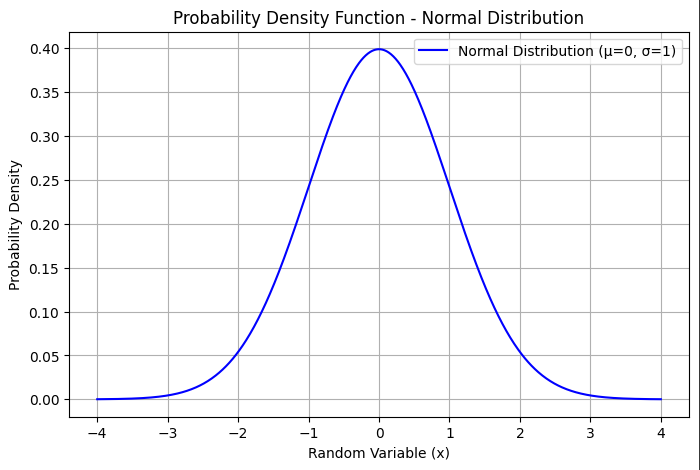 Probability Density Function - Normal Distribution
Normal Distribution (μ=0, σ=1)
Probability Density
0.40
0.35
0.30
0.25
0.20
0.15
0.10
0.05
0.00
−4 −3 −2 −1 0 1 2 3 4
Random Variable (x)